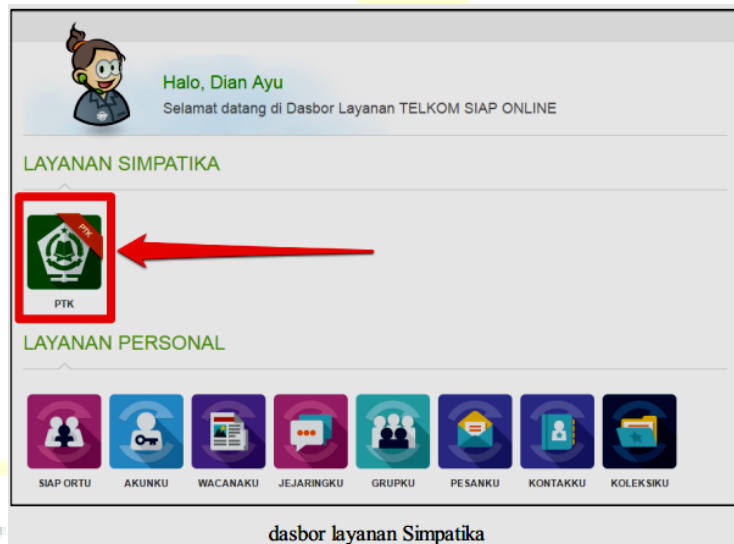 Halo, Dian Ayu
Selamat datang di Dasbor Layanan TELKOM SIAP ONLINE
LAYANAN SIMPATIKA
PTK
PTK
LAYANAN PERSONAL
SIAP ORTU AKUNKU WACANAKU JEJARINGKU GRUPKU PESANKU KONTAKKU KOLEKSIKU
dasbor layanan Simpatika